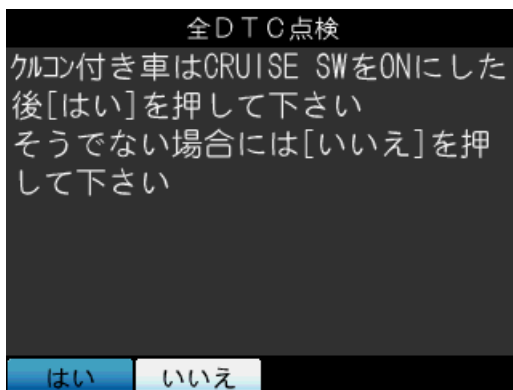 全ＤＴＣ点検
ｸﾙｺﾝ付き車はCRUISE SWをONにした
後[はい]を押して下さい
そうでない場合には[いいえ]を押
して下さい
はい いいえ